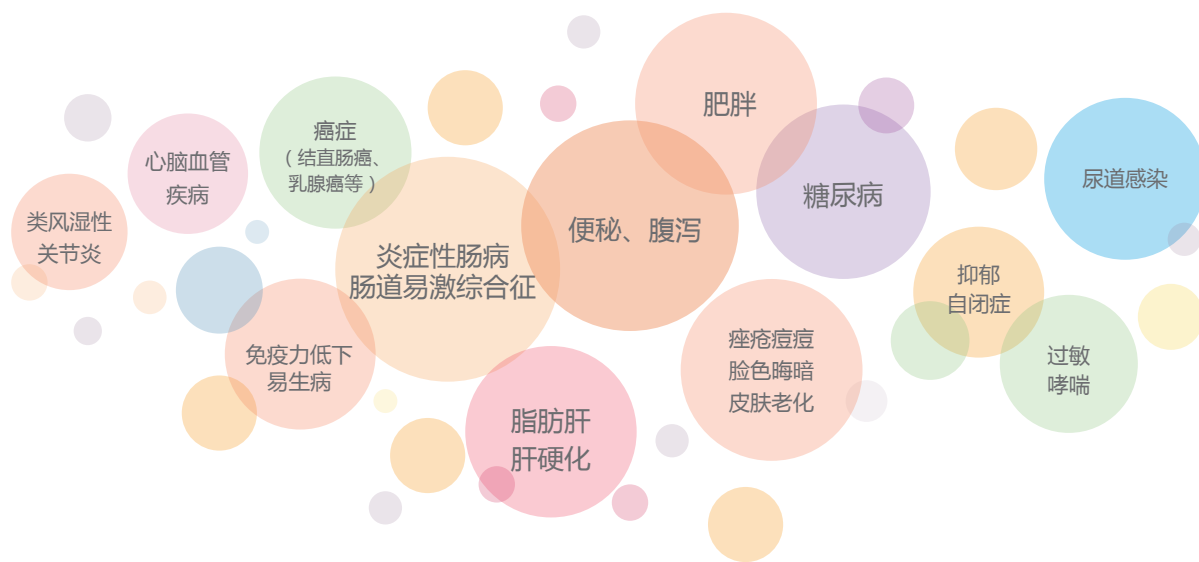 类风湿性
关节炎
心脑血管
疾病
癌症
（结直肠癌、
乳腺癌等）
炎症性肠病
肠道易激综合征
免疫力低下
易生病
便秘、腹泻
肥胖
糖尿病
脂肪肝
肝硬化
痤疮痘痘
脸色晦暗
皮肤老化
抑郁
自闭症
过敏
哮喘
尿道感染